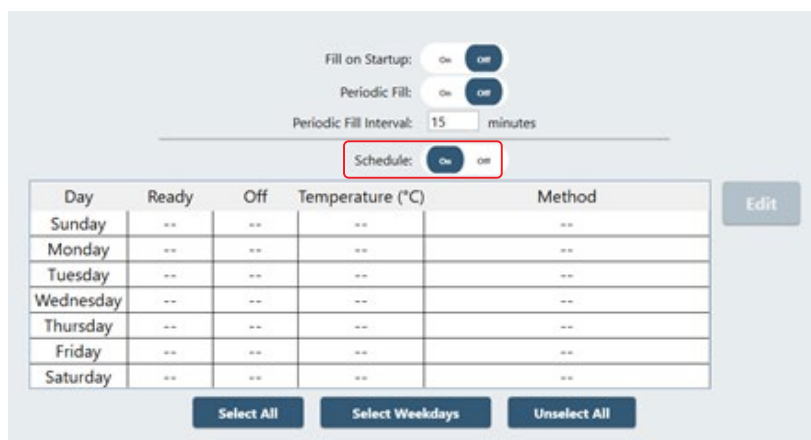 Fill on Startup: On Off
Periodic Fill: On Off
Periodic Fill Interval: 15 minutes
Schedule: On Off
Day Ready Off Temperature (°C) Method Edit
Sunday -- -- -- --
Monday -- -- -- --
Tuesday -- -- -- --
Wednesday -- -- -- --
Thursday -- -- -- --
Friday -- -- -- --
Saturday -- -- -- --
Select All Select Weekdays Unselect All